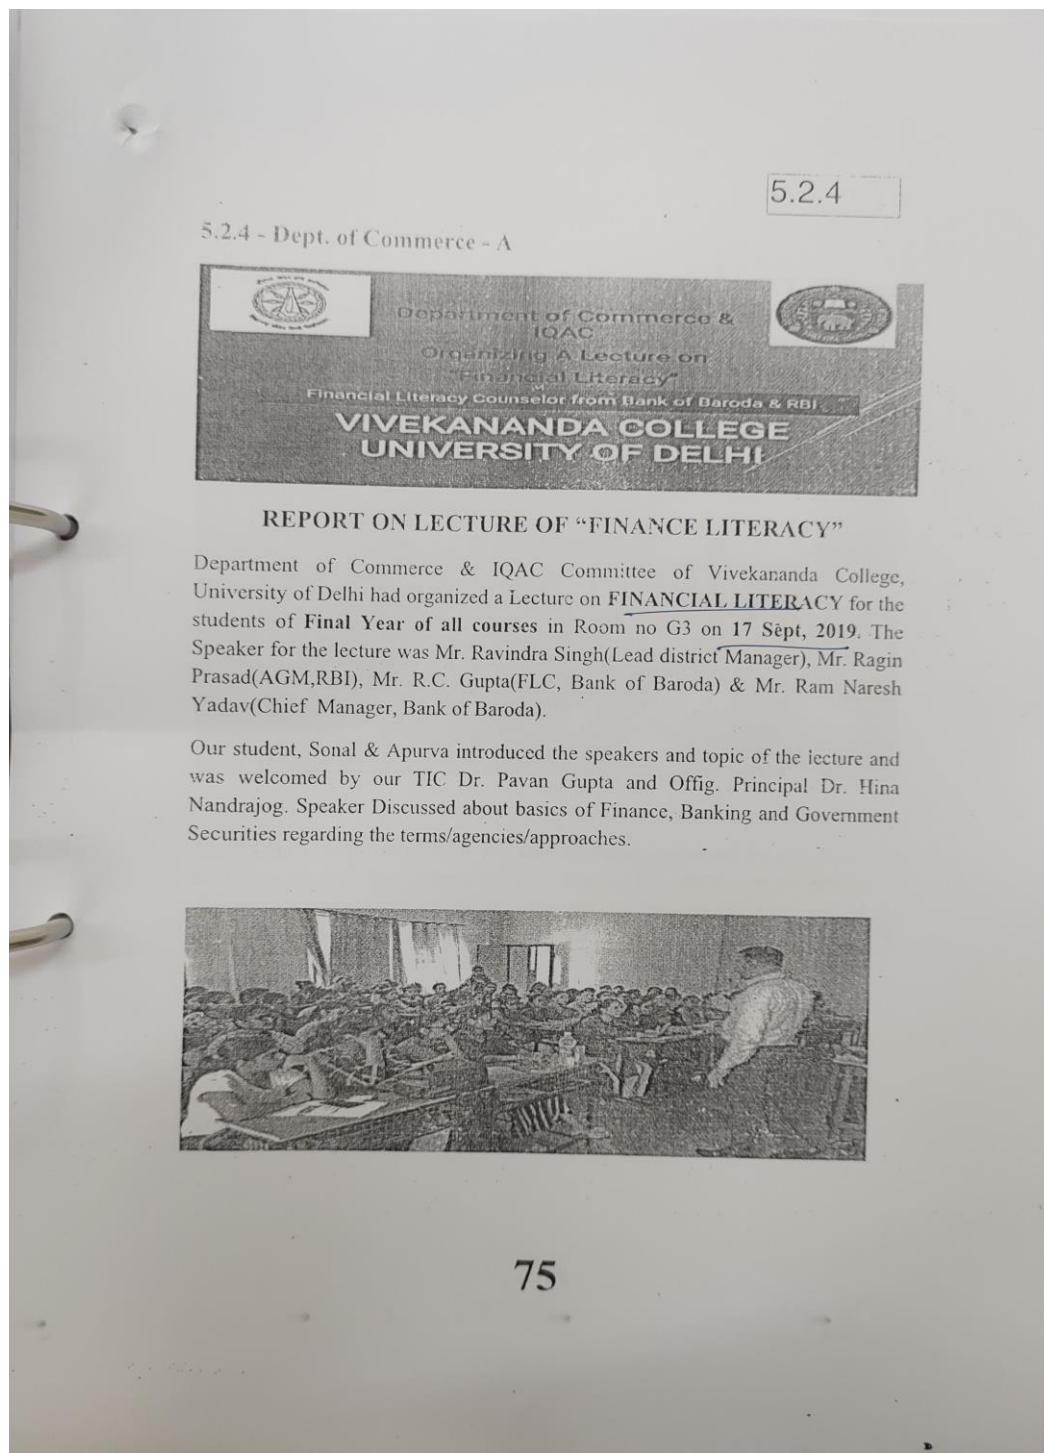 5.2.4
5.2.4 - Dept. of Commerce - A
Department of Commerce &
IQAC
Organizing A Lecture on
"Financial Literacy"
Financial Literacy Counselor from Bank of Baroda & RBI
VIVEKANANDA COLLEGE
UNIVERSITY OF DELHI
REPORT ON LECTURE OF “FINANCE LITERACY”
Department of Commerce & IQAC Committee of Vivekananda College,
University of Delhi had organized a Lecture on FINANCIAL LITERACY for the
students of Final Year of all courses in Room no G3 on 17 Sept, 2019. The
Speaker for the lecture was Mr. Ravindra Singh(Lead district Manager), Mr. Ragin
Prasad(AGM,RBI), Mr. R.C. Gupta(FLC, Bank of Baroda) & Mr. Ram Naresh
Yadav(Chief Manager, Bank of Baroda).
Our student, Sonal & Apurva introduced the speakers and topic of the lecture and
was welcomed by our TIC Dr. Pavan Gupta and Offig. Principal Dr. Hina
Nandrajog. Speaker Discussed about basics of Finance, Banking and Government
Securities regarding the terms/agencies/approaches.
75